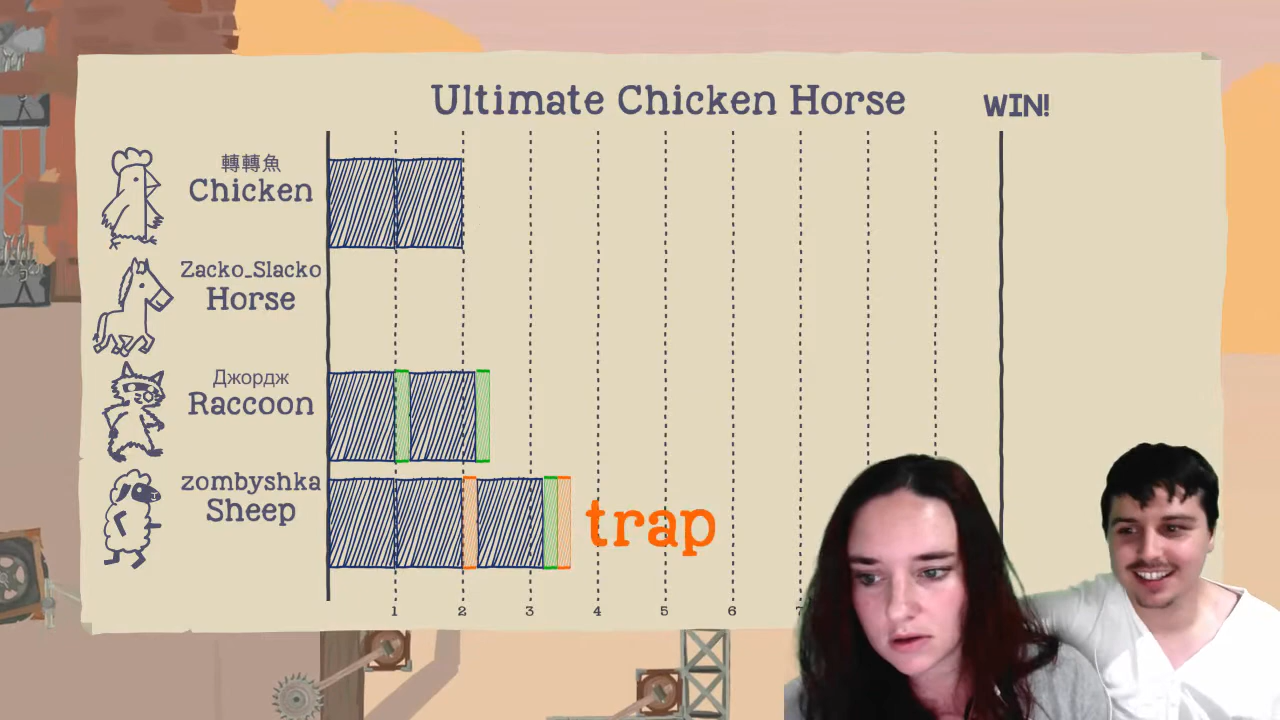 Ultimate Chicken Horse
WIN!
轉轉魚
Chicken
Zacko_Slacko
Horse
Джордж
Raccoon
zombyshka
Sheep
trap
1 2 3 4 5 6 7